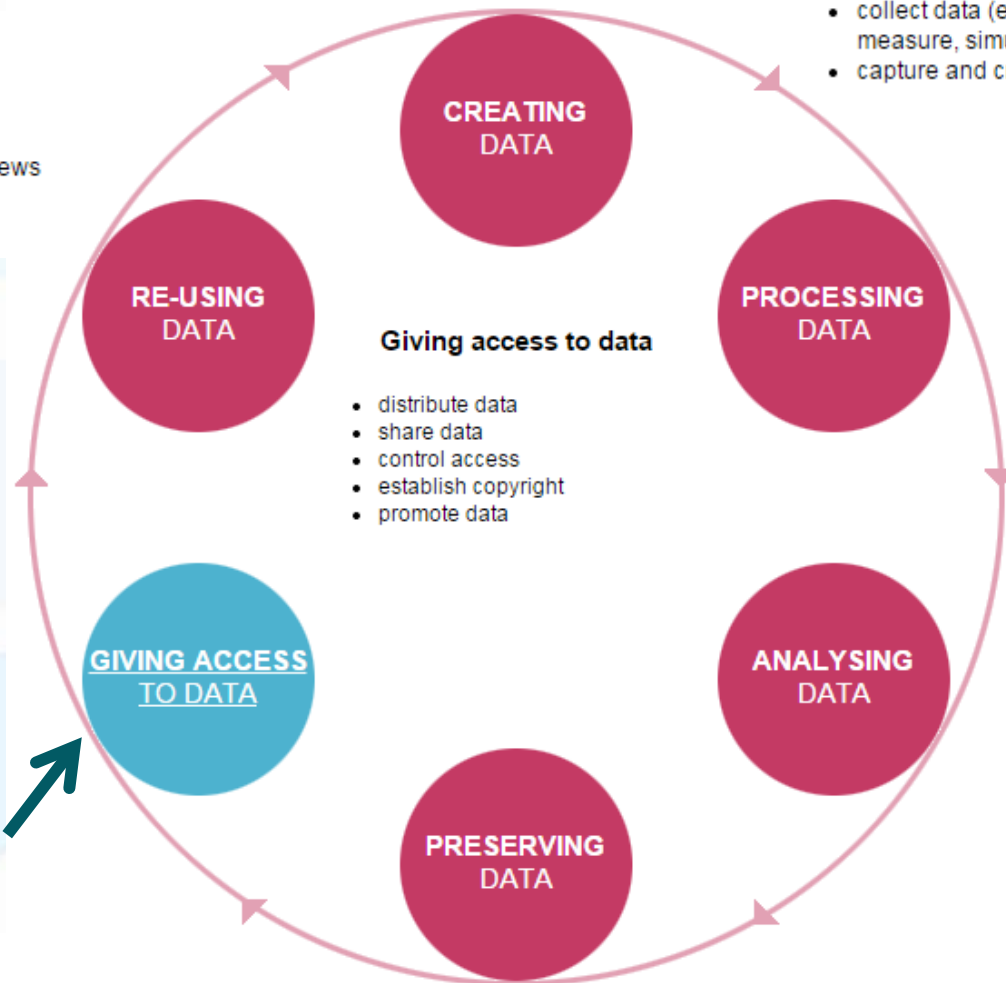 • collect data (e
measure, simu
• capture and c
CREATING
DATA
ews
RE-USING
DATA
PROCESSING
DATA
Giving access to data
• distribute data
• share data
• control access
• establish copyright
• promote data
GIVING ACCESS
TO DATA
ANALYSING
DATA
PRESERVING
DATA